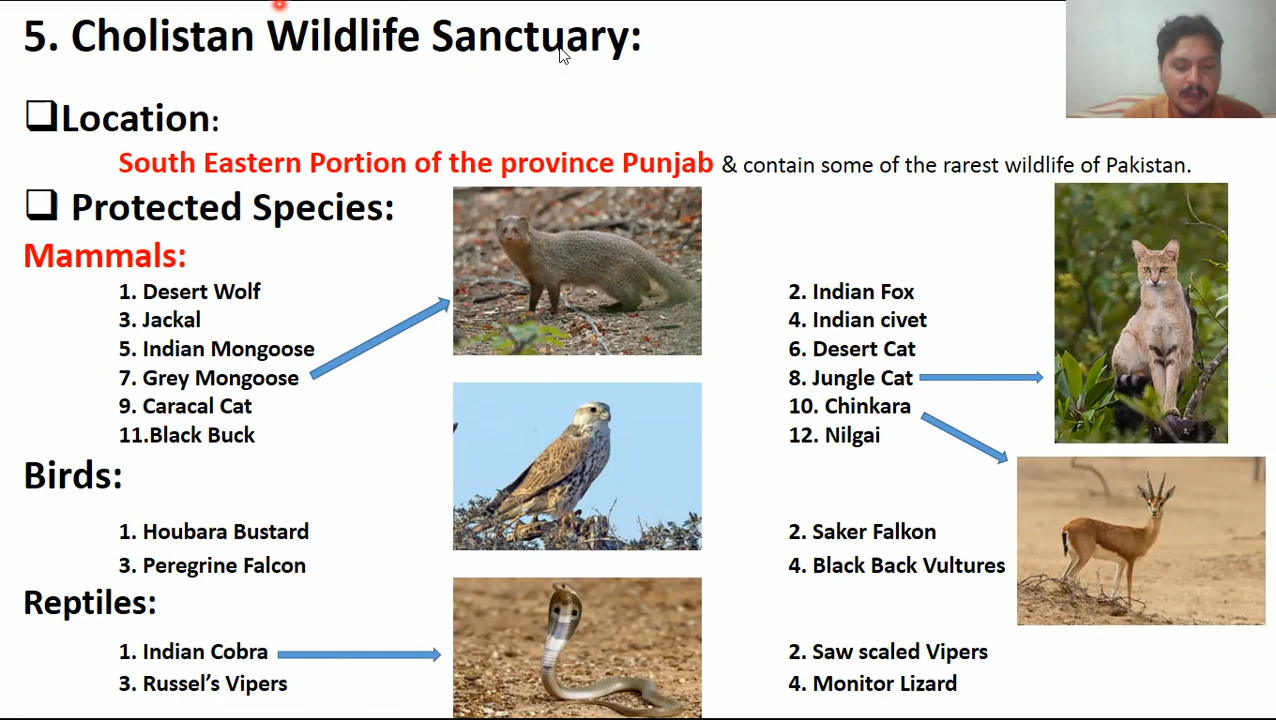 5. Cholistan Wildlife Sanctuary:
Location:
South Eastern Portion of the province Punjab & contain some of the rarest wildlife of Pakistan.
Protected Species:
Mammals:
1. Desert Wolf 2. Indian Fox
3. Jackal 4. Indian civet
5. Indian Mongoose 6. Desert Cat
7. Grey Mongoose 8. Jungle Cat
9. Caracal Cat 10. Chinkara
11.Black Buck 12. Nilgai
Birds:
1. Houbara Bustard 2. Saker Falkon
3. Peregrine Falcon 4. Black Back Vultures
Reptiles:
1. Indian Cobra 2. Saw scaled Vipers
3. Russel’s Vipers 4. Monitor Lizard